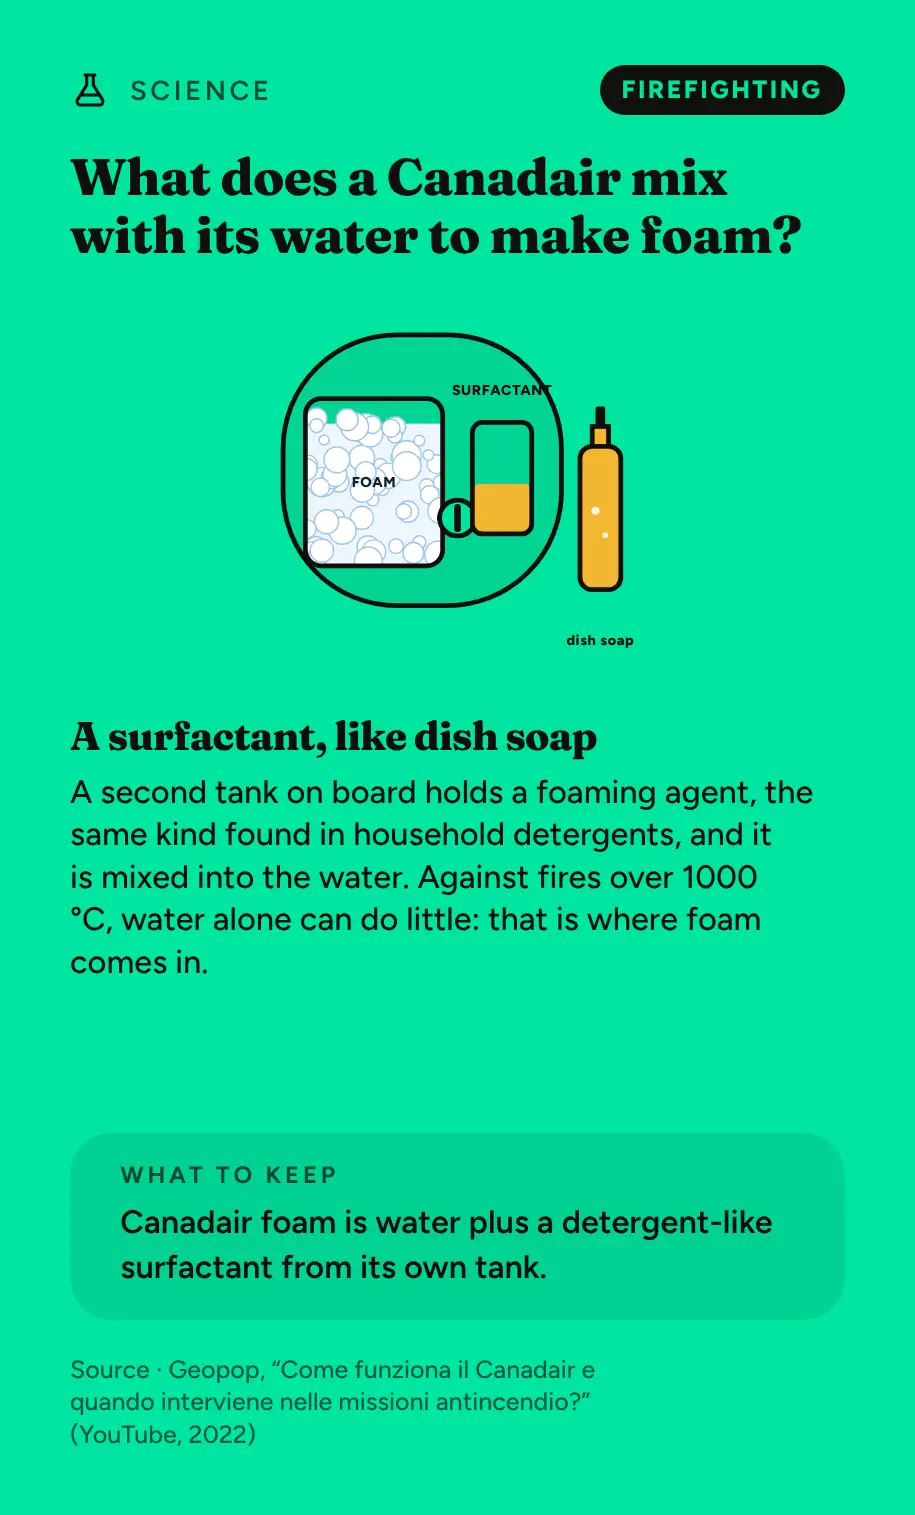 SCIENCE
FIREFIGHTING
What does a Canadair mix
with its water to make foam?
SURFACTANT
FOAM
dish soap
A surfactant, like dish soap
A second tank on board holds a foaming agent, the
same kind found in household detergents, and it
is mixed into the water. Against fires over 1000
°C, water alone can do little: that is where foam
comes in.
WHAT TO KEEP
Canadair foam is water plus a detergent-like
surfactant from its own tank.
Source · Geopop, “Come funziona il Canadair e
quando interviene nelle missioni antincendio?”
(YouTube, 2022)